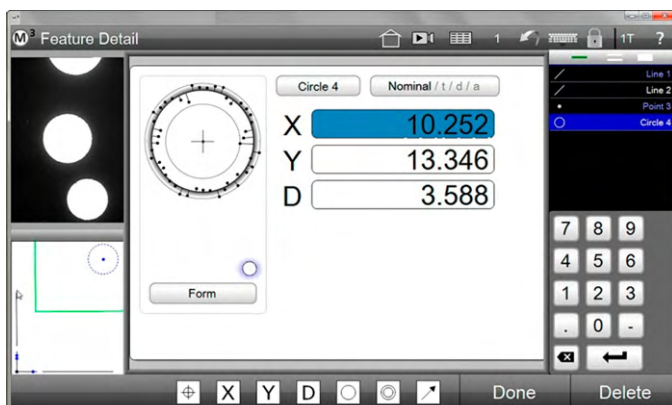 M3 Feature Detail
1
1T
?
Circle 4
Nominal / t / d / a
X 10.252
Y 13.346
D 3.588
Form
Line 1
Line 2
Point 3
Circle 4
7 8 9
4 5 6
1 2 3
. 0 -
X Y D
Done
Delete